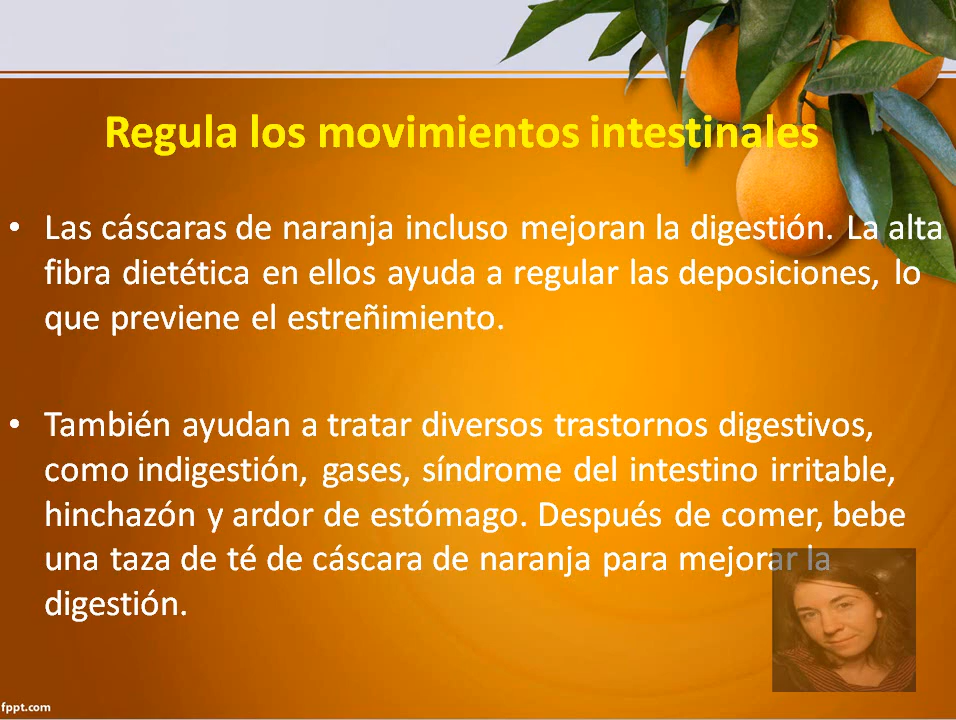 Regula los movimientos intestinales
• Las cáscaras de naranja incluso mejoran la digestión. La alta
fibra dietética en ellos ayuda a regular las deposiciones, lo
que previene el estreñimiento.
• También ayudan a tratar diversos trastornos digestivos,
como indigestión, gases, síndrome del intestino irritable,
hinchazón y ardor de estómago. Después de comer, bebe
una taza de té de cáscara de naranja para mejorar la
digestión.
fppt.com